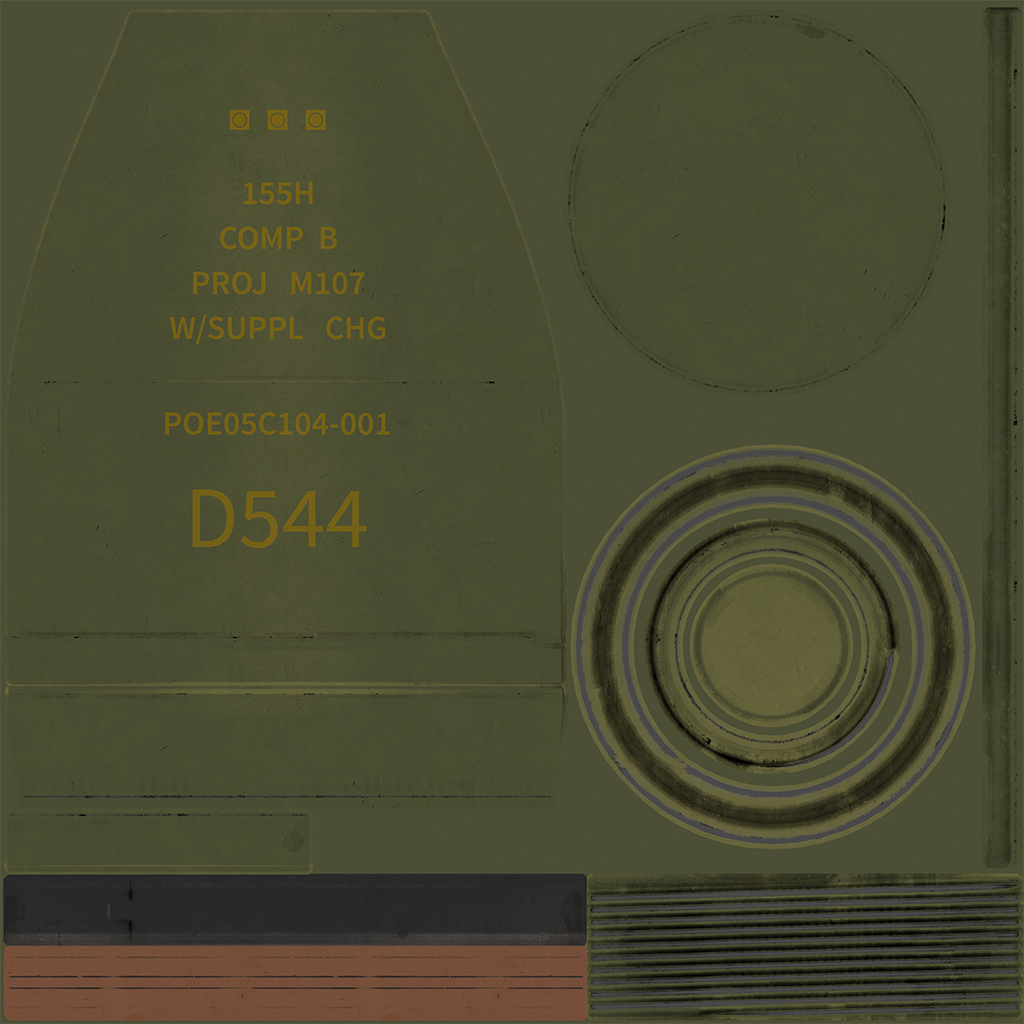 155H
COMP B
PROJ M107
W/SUPPL CHG
POE05C104-001
D544